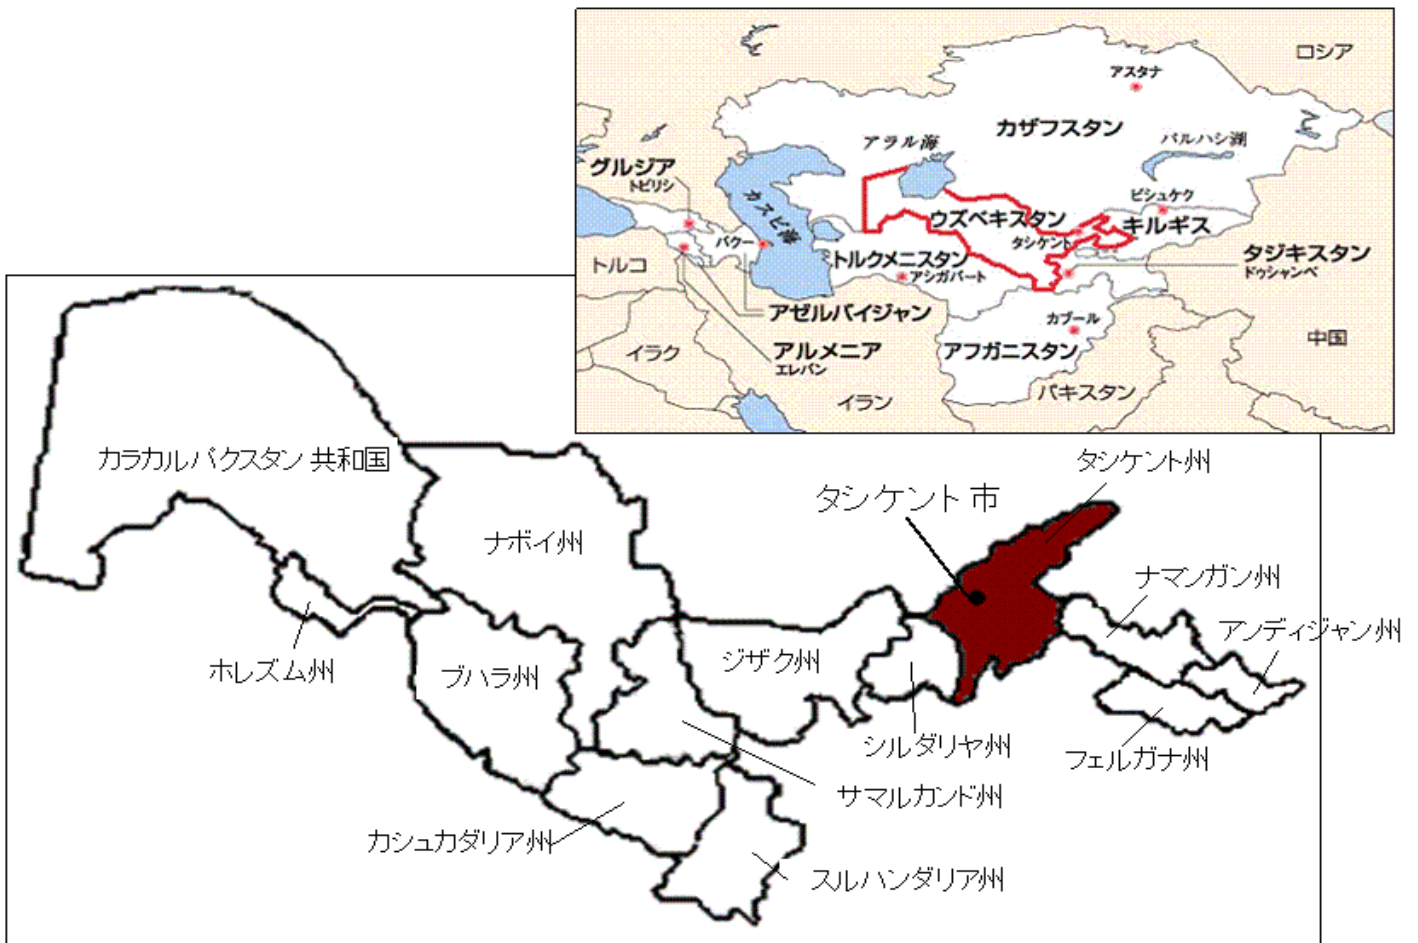 ロシア
アスタナ
カザフスタン
アラル海
バルハシ湖
グルジア
トビリシ
カスピ海
ビシュケク
ウズベキスタン
キルギス
バクー
タシケント
タジキスタン
ドゥシャンベ
トルコ
トルクメニスタン
アシガバート
アゼルバイジャン
カブール
中国
イラク
アルメニア
エレバン
アフガニスタン
イラン
パキスタン
カラカルパクスタン 共和国
タシケント州
タシケント 市
ナボイ州
ナマンガン州
アンディジャン州
ホレズム州
ブハラ州
ジザク州
シルダリヤ州
フェルガナ州
サマルカンド州
カシュカダリア州
スルハンダリア州